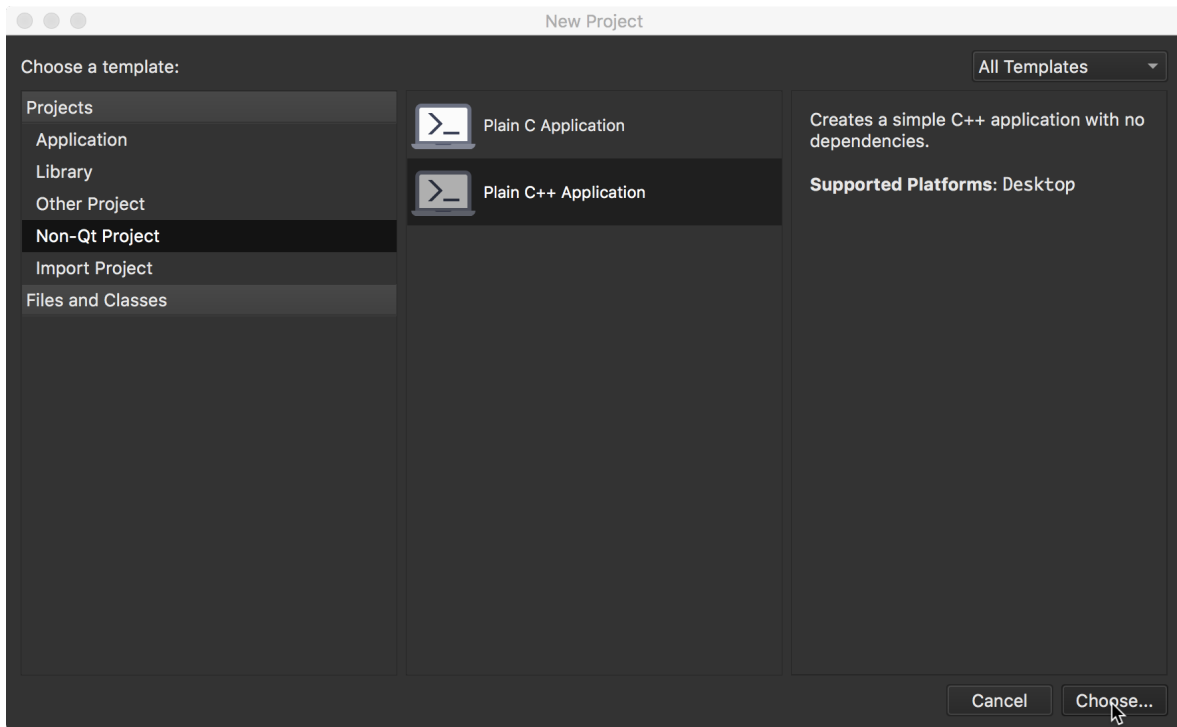 New Project
Choose a template:
All Templates
Projects
Application
Library
Other Project
Non-Qt Project
Import Project
Files and Classes
Plain C Application
Plain C++ Application
Creates a simple C++ application with no
dependencies.
Supported Platforms: Desktop
Cancel
Choose...